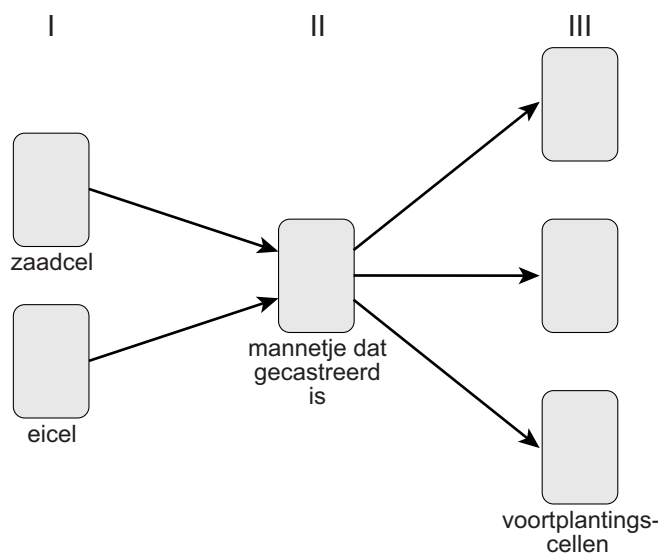 I
II
III
zaadcel
eicel
mannetje dat
gecastreerd
is
voortplantings-
cellen